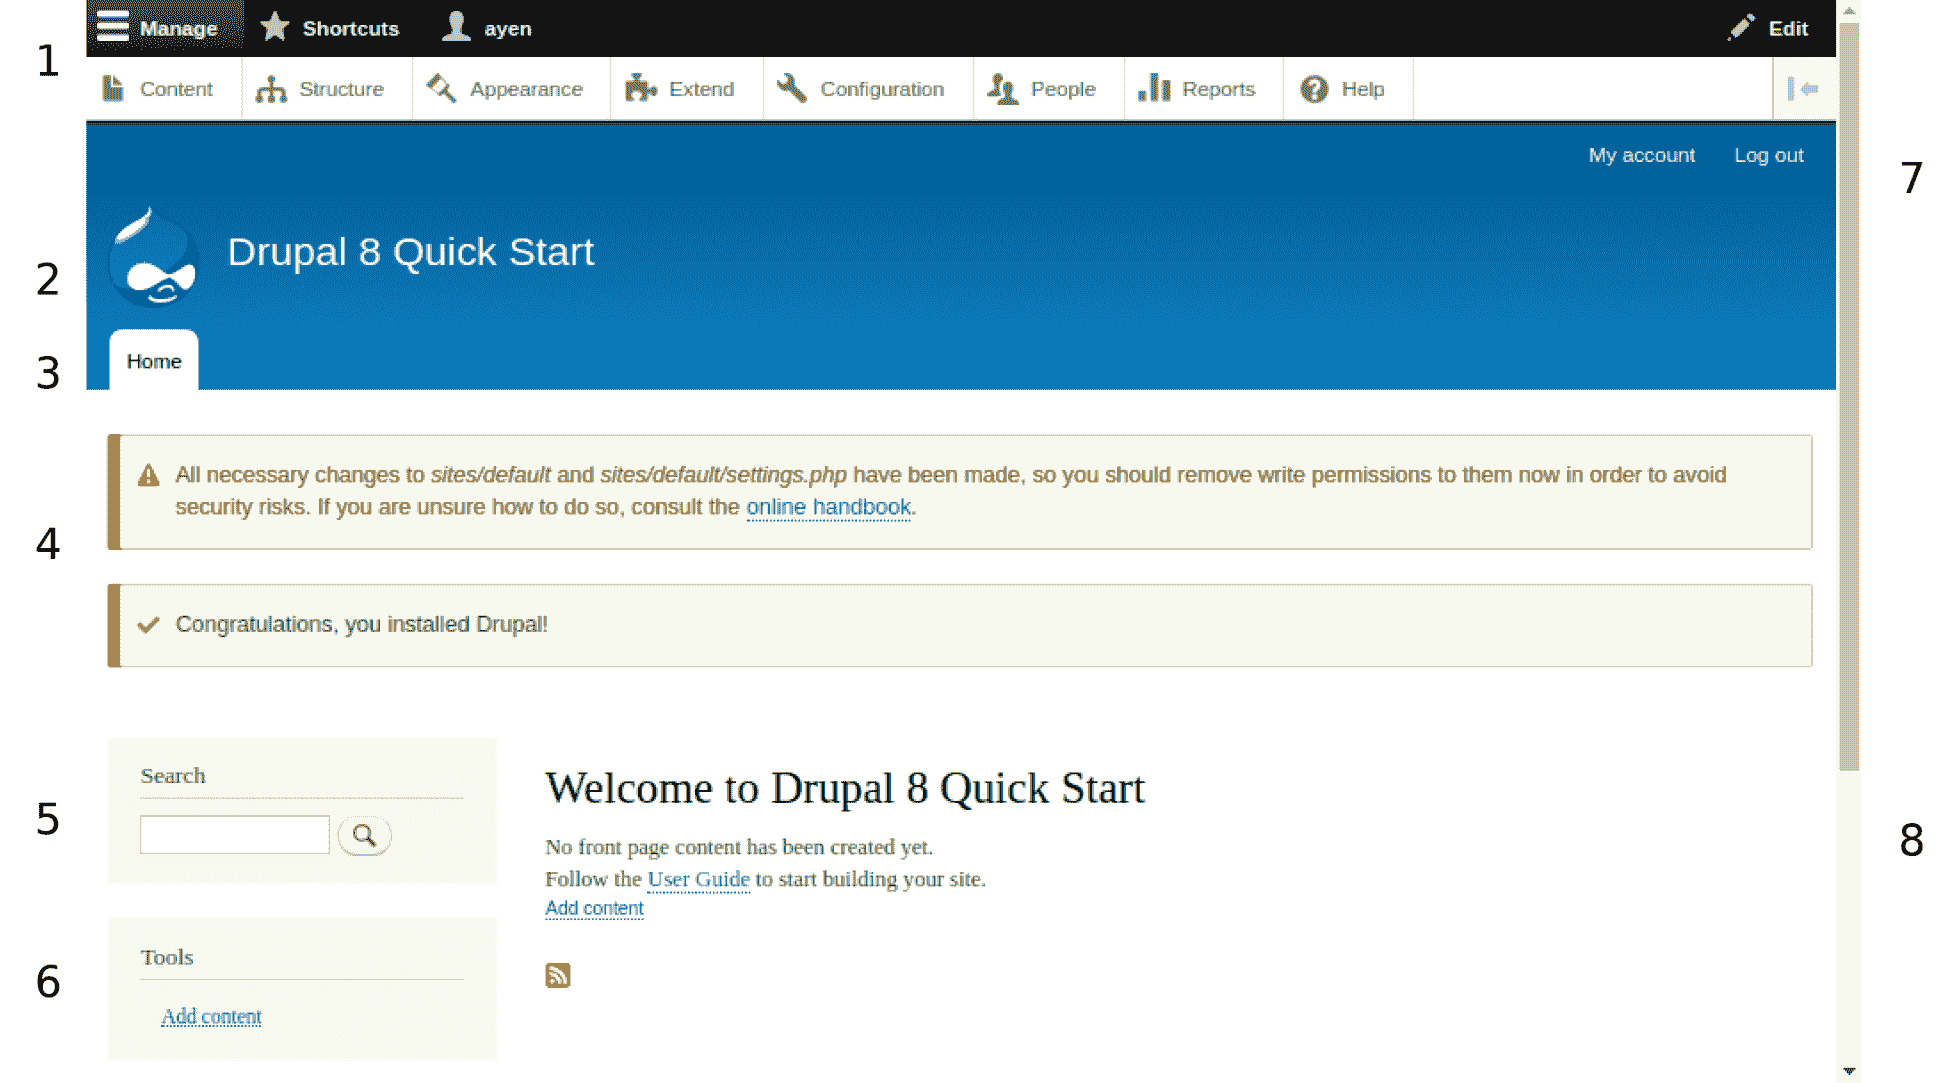 Manage Shortcuts ayen Edit
1
Content Structure Appearance Extend Configuration People Reports Help
My account Log out
7
Drupal 8 Quick Start
2
Home
3
All necessary changes to sites/default and sites/default/settings.php have been made, so you should remove write permissions to them now in order to avoid
security risks. If you are unsure how to do so, consult the online handbook.
4
Congratulations, you installed Drupal!
Search
5
Tools
6
Add content
Welcome to Drupal 8 Quick Start
No front page content has been created yet.
Follow the User Guide to start building your site.
Add content
8